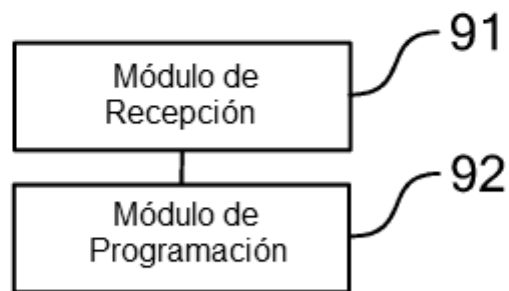 91
Módulo de
Recepción
92
Módulo de
Programación